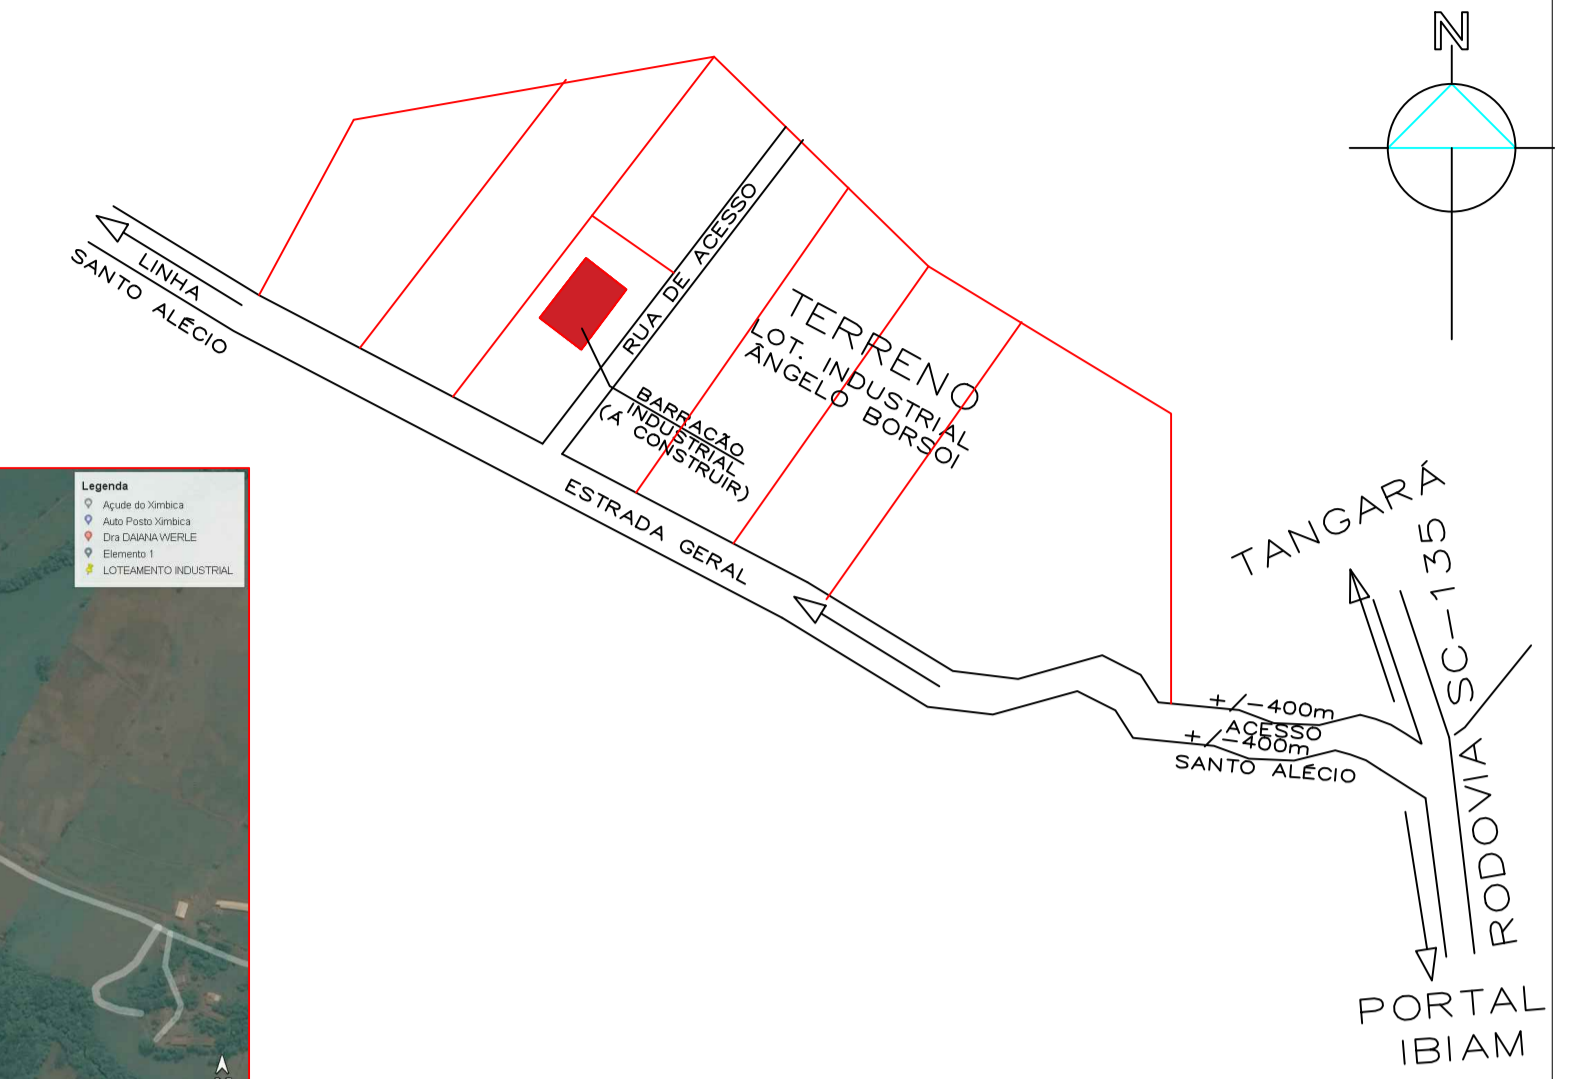 N
LINHA
SANTO ALÉCIO
RUA DE ACESSO
TERRENO
LOT. INDUSTRIAL
ÂNGELO BORSOI
BARRACÃO
INDUSTRIAL
(À CONSTRUIR)
ESTRADA GERAL
TANGARÁ
RODOVIA SC-135
+/-400m
ACESSO
+/-400m
SANTO ALÉCIO
PORTAL
IBIAM
Legenda
Açude do Ximbica
Auto Posto Ximbica
Dra DAIANA WERLE
Elemento 1
LOTEAMENTO INDUSTRIAL